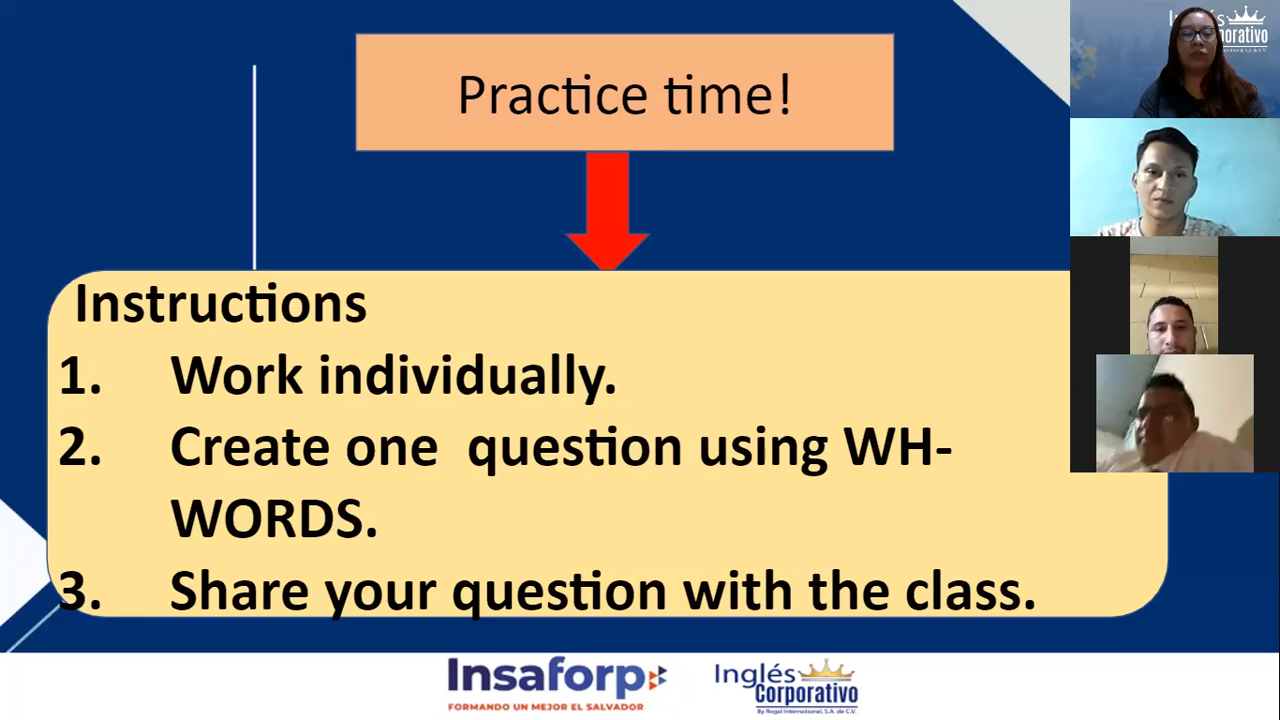 Practice time!
Instructions
1. Work individually.
2. Create one question using WH-
WORDS.
3. Share your question with the class.
Insaforp
FORMANDO UN MEJOR EL SALVADOR
Inglés
Corporativo
By Regal International, S.A. de C.V.